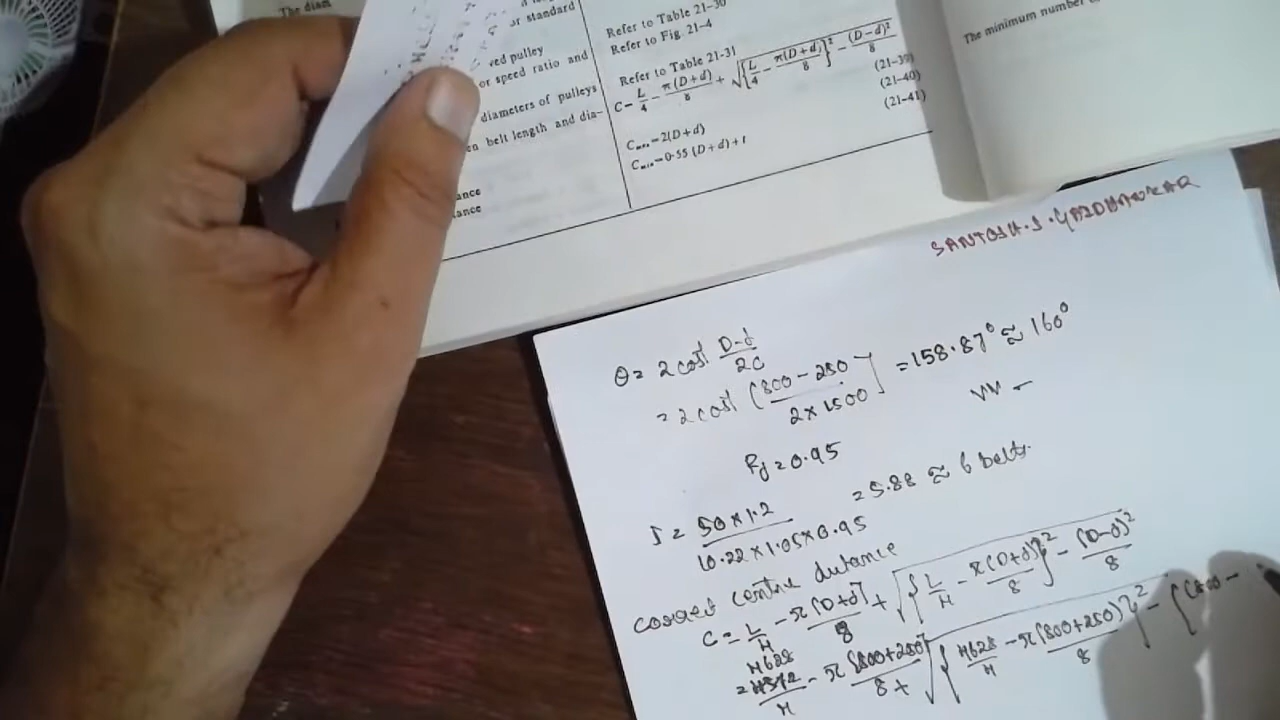 The diam
or standard
ved pulley
or speed ratio and
diameters of pulleys
en belt length and dia-
ance
tance
Refer to Table 21-30
Refer to Fig. 21-4
Refer to Table 21-31
C = L/4 - π(D+d)/8 + √[{L/4 - π(D+d)/8}² - (D-d)²/8]
(21-39)
(21-40)
(21-41)
Cmax = 2(D+d)
Cmin = 0·55 (D+d)+t
The minimum number
SANTOSH.S.GAIDHANKAR
θ = 2 cos⁻¹ D-d/2C
= 2 cos⁻¹ [800 - 250/2 × 1500] = 158.87° ≈ 160°
Fd = 0.95
i = 50 × 1.2/10.22 × 1.05 × 0.95 = 5.88 ≈ 6 belts.
correct centre distance
C = L/4 - π(D+d)/8 + √{L/4 - π(D+d)/8}² - (D-d)²/8
= 4628/4 - π(800+250)/8 + √{4628/4 - π(800+250)/8}² - {(800 -